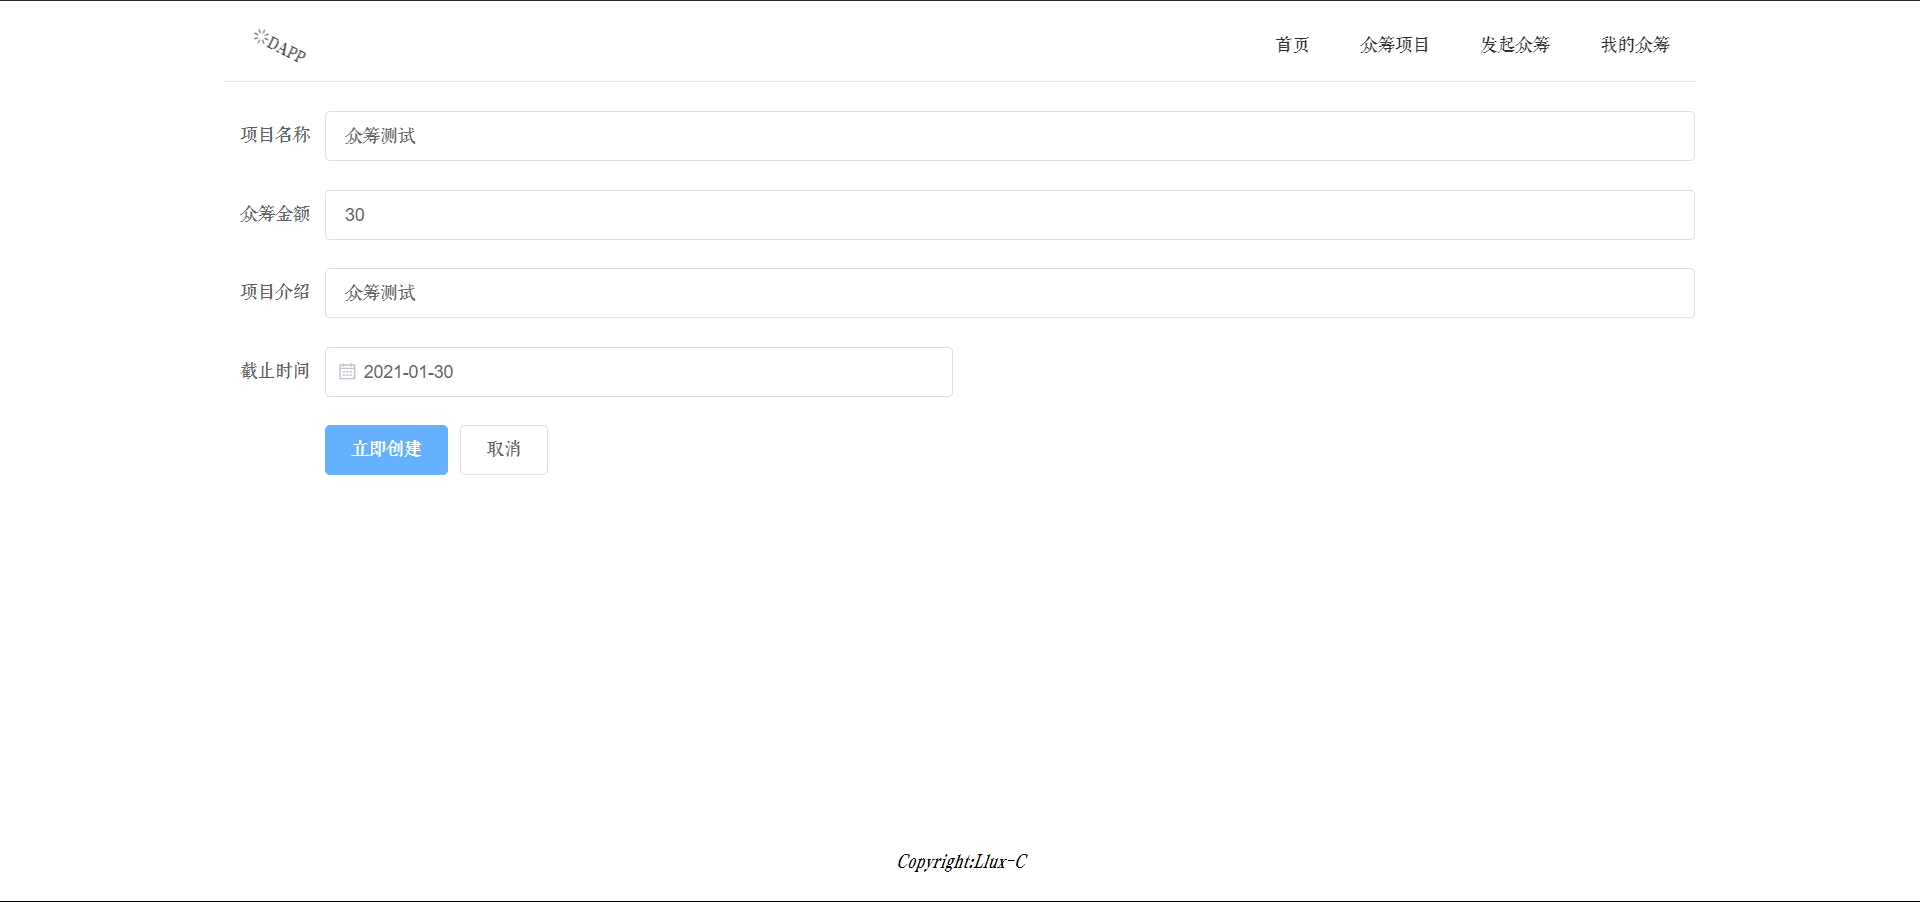 DAPP
首页 众筹项目 发起众筹 我的众筹
项目名称 众筹测试
众筹金额 30
项目介绍 众筹测试
截止时间 2021-01-30
立即创建 取消
Copyright:Llux-C